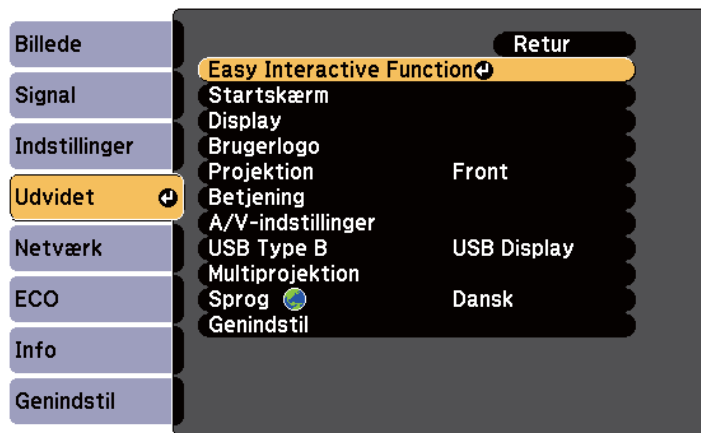 Billede
Signal
Indstillinger
Udvidet
Netværk
ECO
Info
Genindstil
Retur
Easy Interactive Function
Startskærm
Display
Brugerlogo
Projektion Front
Betjening
A/V-indstillinger
USB Type B USB Display
Multiprojektion
Sprog Dansk
Genindstil